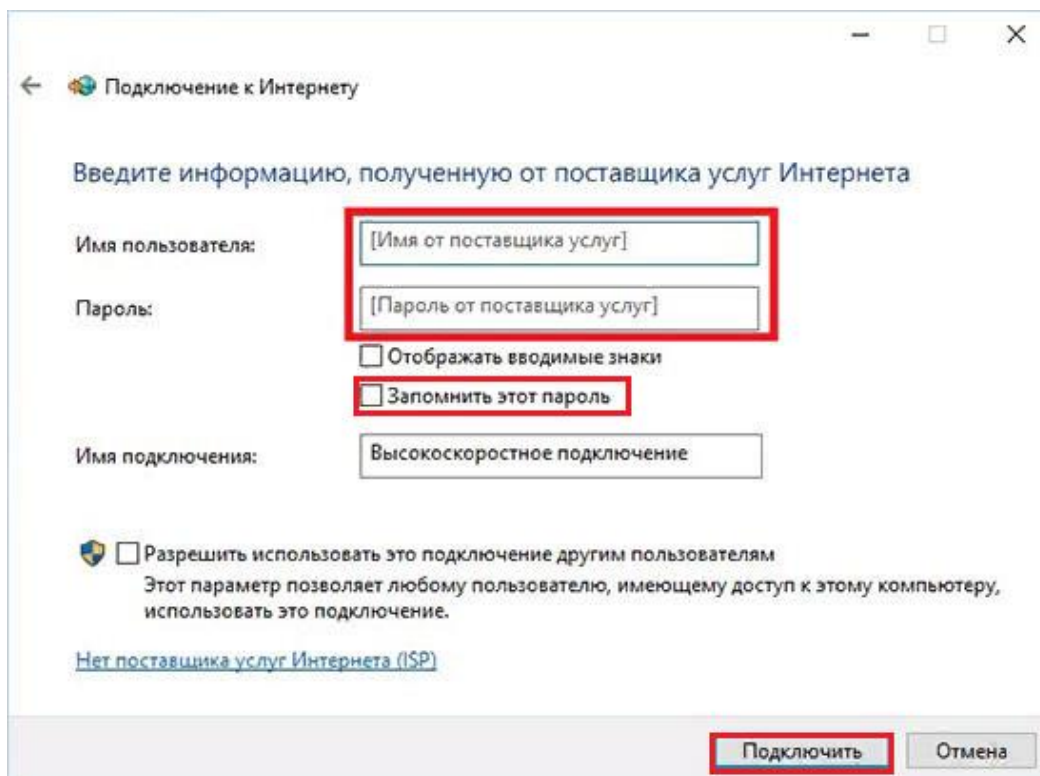 Подключение к Интернету
Введите информацию, полученную от поставщика услуг Интернета
Имя пользователя: [Имя от поставщика услуг]
Пароль: [Пароль от поставщика услуг]
Отображать вводимые знаки
Запомнить этот пароль
Имя подключения: Высокоскоростное подключение
Разрешить использовать это подключение другим пользователям
Этот параметр позволяет любому пользователю, имеющему доступ к этому компьютеру,
использовать это подключение.
Нет поставщика услуг Интернета (ISP)
Подключить Отмена